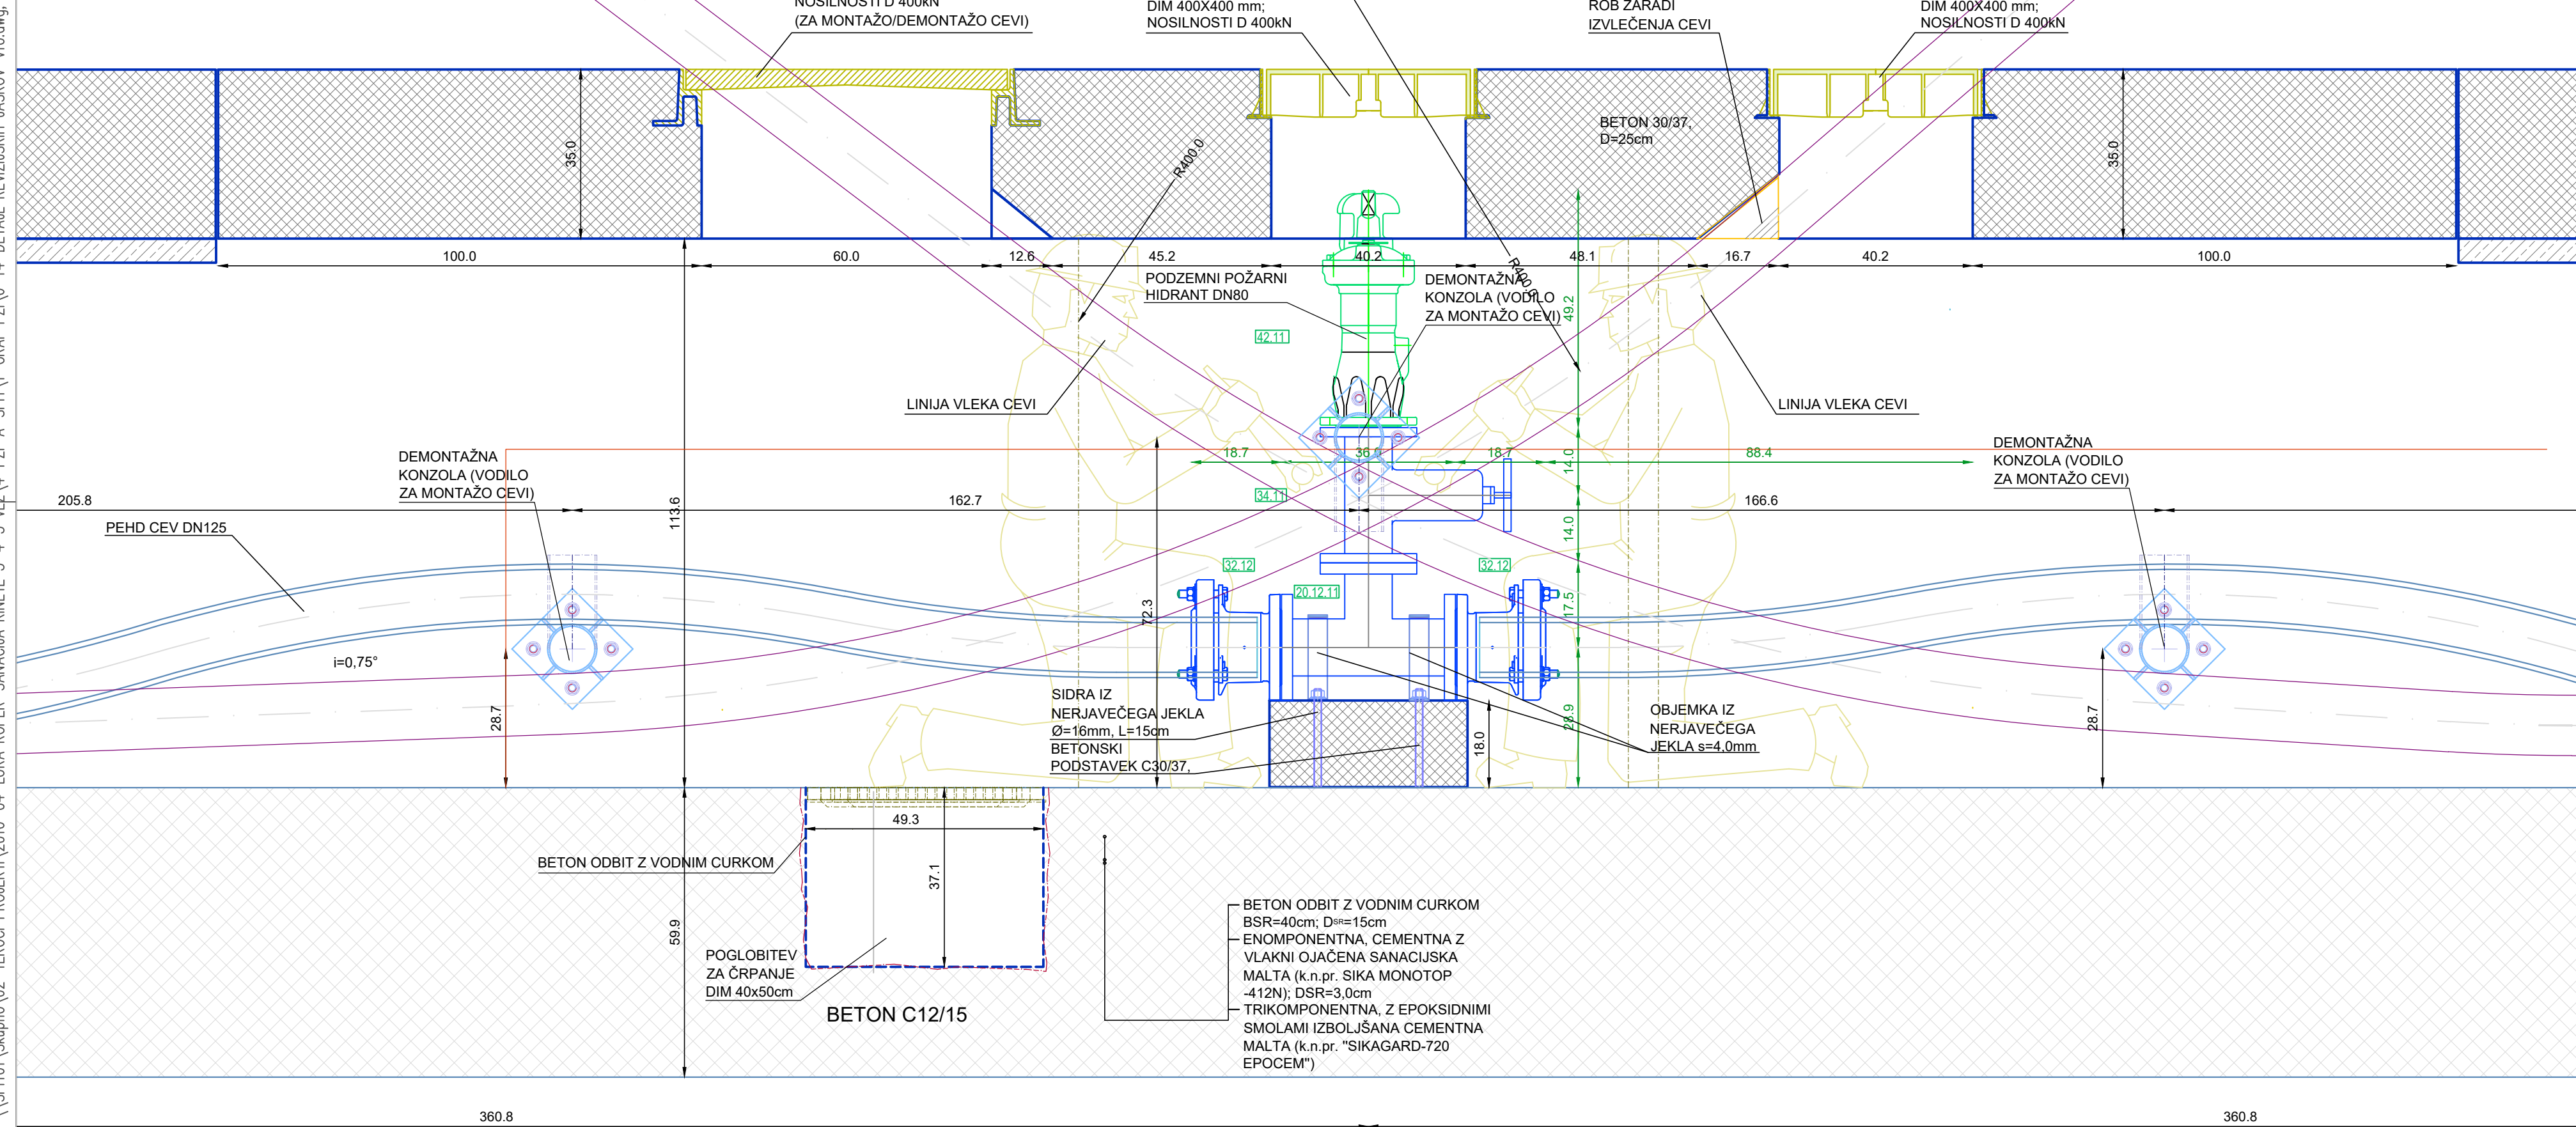 NOSILNOSTI D 400kN
(ZA MONTAŽO/DEMONTAŽO CEVI)
DIM 400X400 mm;
NOSILNOSTI D 400kN
ROB ZARADI
IZVLEČENJA CEVI
DIM 400X400 mm;
NOSILNOSTI D 400kN
BETON 30/37,
D=25cm
35.0
R400.0
35.0
100.0
60.0
12.6
45.2
40.2
48.1
16.7
40.2
100.0
R400.0
PODZEMNI POŽARNI
HIDRANT DN80
DEMONTAŽNA
KONZOLA (VODILO
ZA MONTAŽO CEVI)
49.2
42.11
LINIJA VLEKA CEVI
LINIJA VLEKA CEVI
DEMONTAŽNA
KONZOLA (VODILO
ZA MONTAŽO CEVI)
18.7
18.7
14.0
88.4
DEMONTAŽNA
KONZOLA (VODILO
ZA MONTAŽO CEVI)
205.8
113.6
162.7
34.11
166.6
14.0
PEHD CEV DN125
32.12
32.12
20.12.11
72.3
17.5
i=0,75°
28.7
SIDRA IZ
NERJAVEČEGA JEKLA
Ø=16mm, L=15cm
BETONSKI
PODSTAVEK C30/37,
18.0
28.9
OBJEMKA IZ
NERJAVEČEGA
JEKLA s=4,0mm
28.7
49.3
BETON ODBIT Z VODNIM CURKOM
37.1
59.9
POGLOBITEV
ZA ČRPANJE
DIM 40x50cm
BETON C12/15
BETON ODBIT Z VODNIM CURKOM
BSR=40cm; DSR=15cm
ENOMPONENTNA, CEMENTNA Z
VLAKNI OJAČENA SANACIJSKA
MALTA (k.n.pr. SIKA MONOTOP
-412N); DSR=3,0cm
TRIKOMPONENTNA, Z EPOKSIDNIMI
SMOLAMI IZBOLJŠANA CEMENTNA
MALTA (k.n.pr. "SIKAGARD-720
EPOCEM")
360.8
360.8